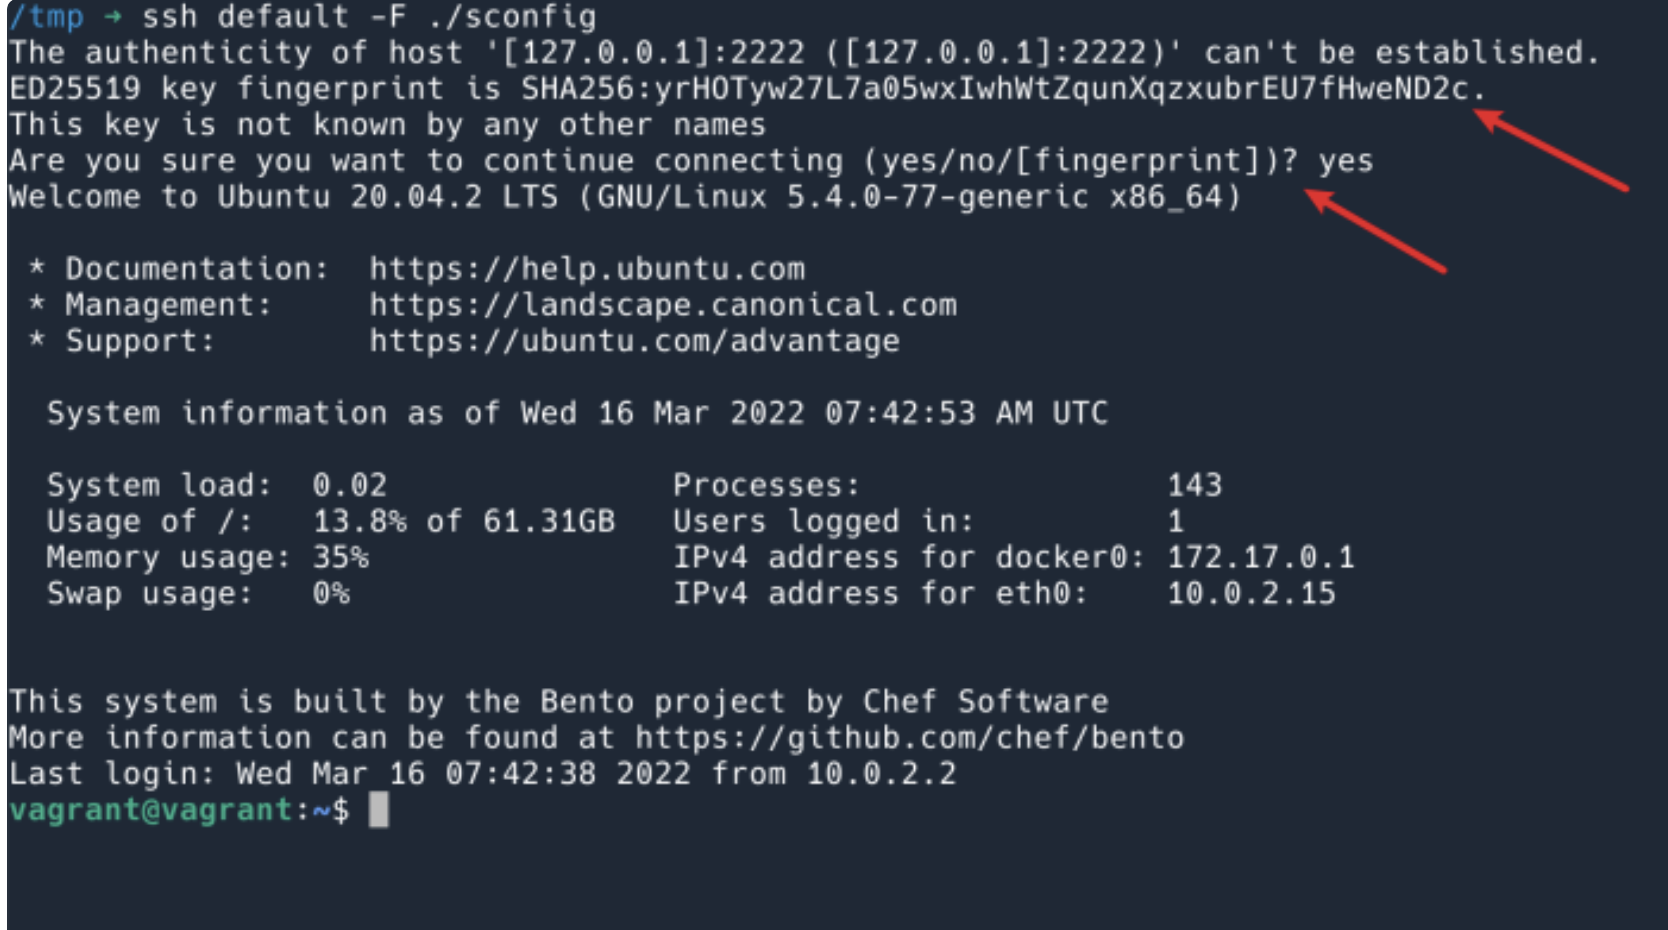 /tmp → ssh default -F ./sconfig
The authenticity of host '[127.0.0.1]:2222 ([127.0.0.1]:2222)' can't be established.
ED25519 key fingerprint is SHA256:yrHOTyw27L7a05wxIwhWtZqunXqzxubrEU7fHweND2c.
This key is not known by any other names
Are you sure you want to continue connecting (yes/no/[fingerprint])? yes
Welcome to Ubuntu 20.04.2 LTS (GNU/Linux 5.4.0-77-generic x86_64)
* Documentation: https://help.ubuntu.com
* Management: https://landscape.canonical.com
* Support: https://ubuntu.com/advantage
System information as of Wed 16 Mar 2022 07:42:53 AM UTC
System load: 0.02 Processes: 143
Usage of /: 13.8% of 61.31GB Users logged in: 1
Memory usage: 35% IPv4 address for docker0: 172.17.0.1
Swap usage: 0% IPv4 address for eth0: 10.0.2.15
This system is built by the Bento project by Chef Software
More information can be found at https://github.com/chef/bento
Last login: Wed Mar 16 07:42:38 2022 from 10.0.2.2
vagrant@vagrant:~$